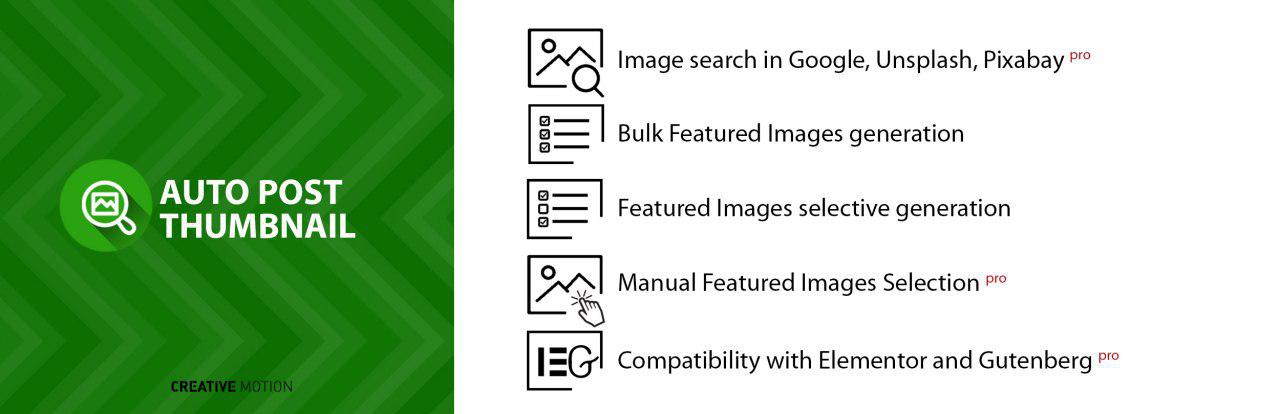 AUTO POST
THUMBNAIL
CREATIVE MOTION
Image search in Google, Unsplash, Pixabay pro
Bulk Featured Images generation
Featured Images selective generation
Manual Featured Images Selection pro
IEG
Compatibility with Elementor and Gutenberg pro